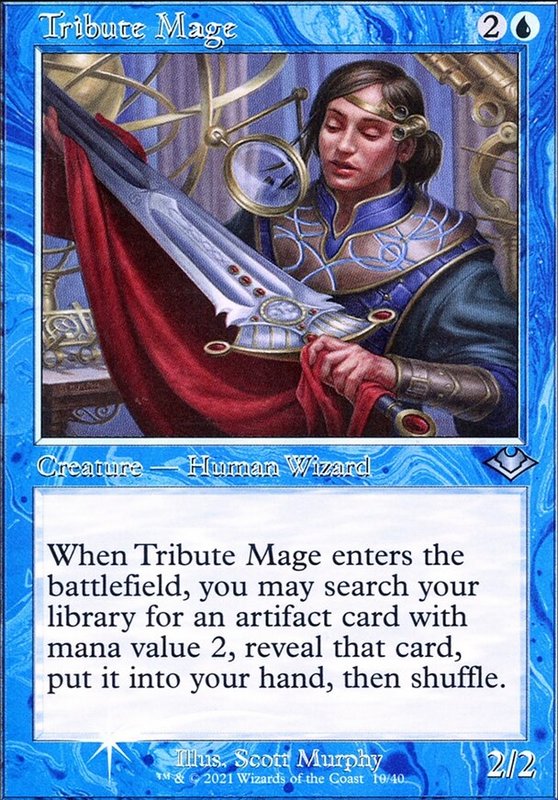 Tribute Mage 2
Creature — Human Wizard
When Tribute Mage enters the
battlefield, you may search your
library for an artifact card with
mana value 2, reveal that card,
put it into your hand, then shuffle.
Illus. Scott Murphy
™ & © 2021 Wizards of the Coast 10/40
2/2